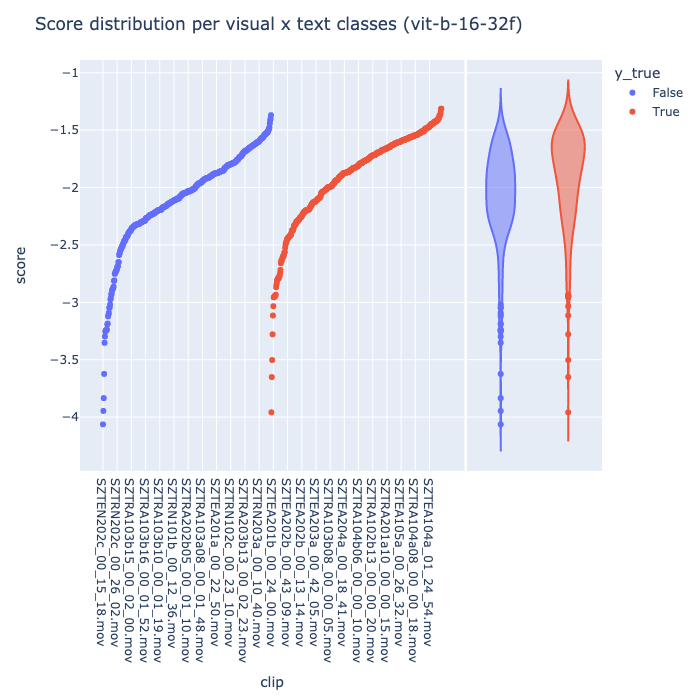 Score distribution per visual x text classes (vit-b-16-32f)
y_true
False
True
score
−1
−1.5
−2
−2.5
−3
−3.5
−4
SZTEN202c_00_15_18.mov
SZTRN202c_00_26_02.mov
SZTRA103b15_00_02_00.mov
SZTRA103b16_00_01_52.mov
SZTRA103b10_00_01_19.mov
SZTRN101b_00_12_36.mov
SZTRA202b05_00_01_10.mov
SZTRA103a08_00_01_48.mov
SZTEA201a_00_22_50.mov
SZTRN102c_00_23_10.mov
SZTRA203b13_00_02_23.mov
SZTRN203a_00_10_40.mov
SZTEA201b_00_24_00.mov
SZTEA202b_00_43_09.mov
SZTEA202b_00_13_14.mov
SZTEA203a_00_42_05.mov
SZTRA103b08_00_00_05.mov
SZTEA204a_00_18_41.mov
SZTRA104b06_00_00_10.mov
SZTRA102b13_00_00_20.mov
SZTRA201a10_00_00_15.mov
SZTEA105a_00_26_32.mov
SZTRA104a08_00_00_18.mov
SZTEA104a_01_24_54.mov
clip